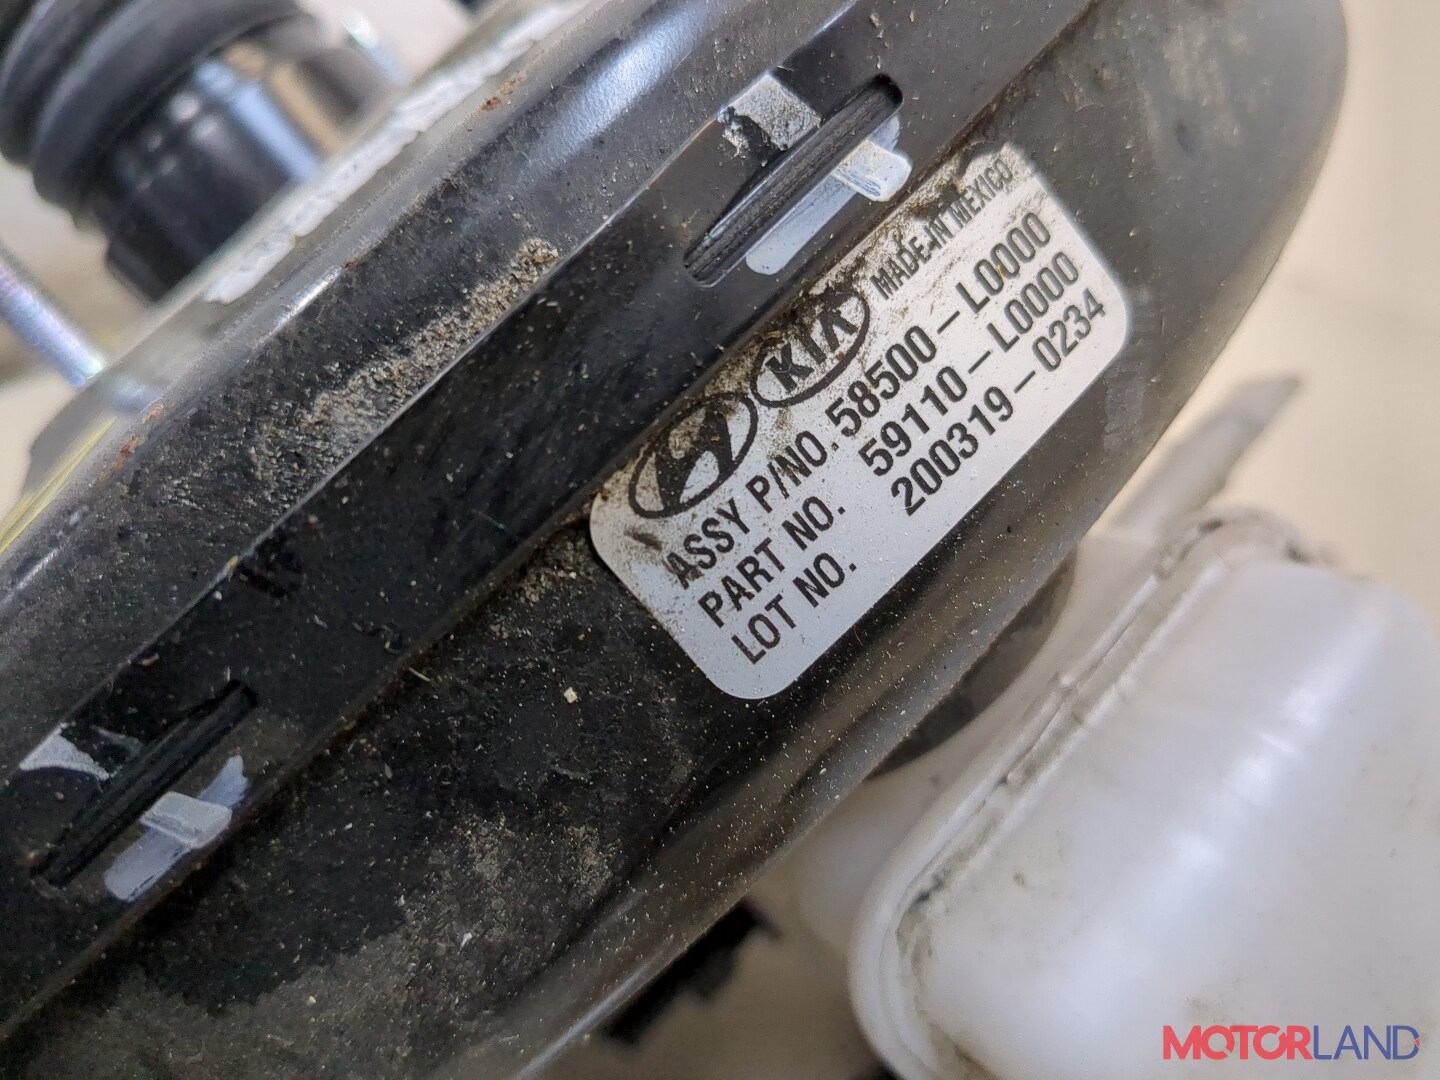 KIA MADE IN MEXICO
ASSY P/NO. 58500-L0000
PART NO. 59110-L0000
LOT NO. 200319-0234
MOTORLAND